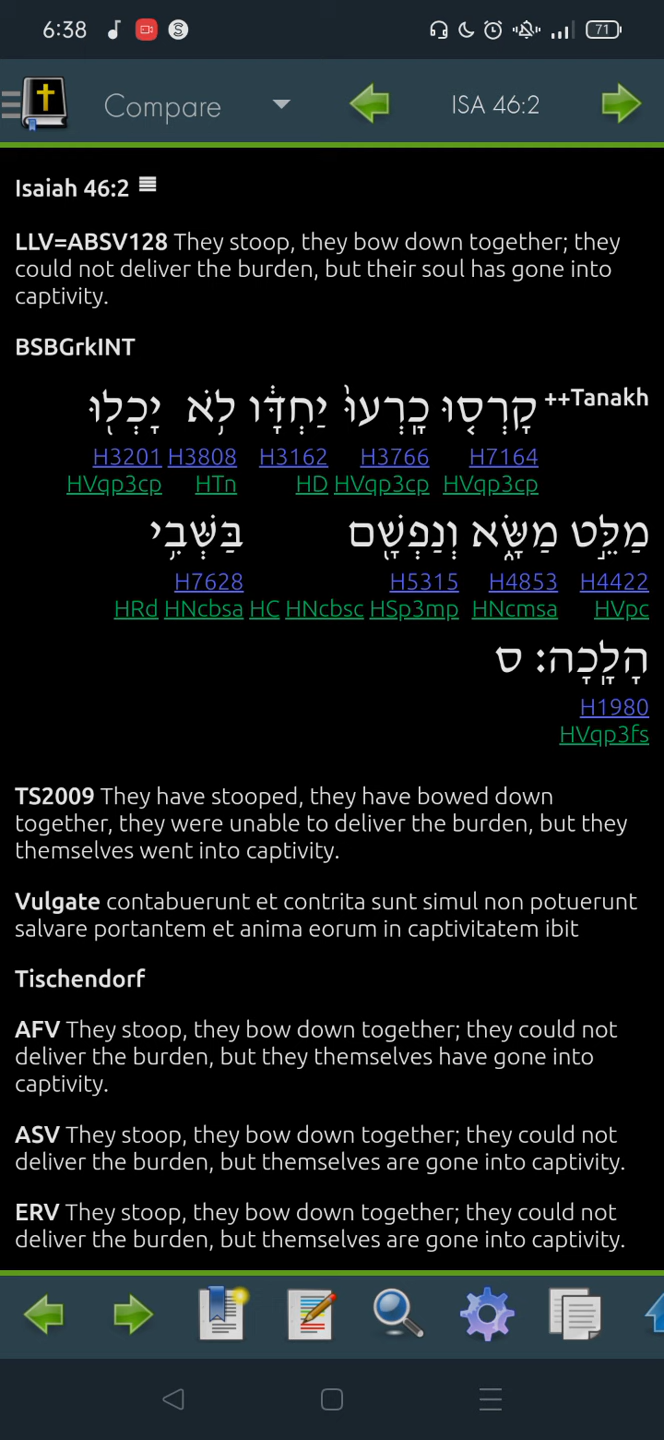 6:38
71
Compare
ISA 46:2
Isaiah 46:2
LLV=ABSV128 They stoop, they bow down together; they
could not deliver the burden, but their soul has gone into
captivity.
BSBGrkINT
++Tanakh קָרְס֤וּ כָֽרְעוּ֙ יַחְדָּ֔ו לֹ֥א יָכְל֖וּ
H3201 H3808 H3162 H3766 H7164
HVqp3cp HTn HD HVqp3cp HVqp3cp
מַלֵּ֣ט מַשָּׂ֑א וְנַפְשָׁ֖ם בַּשְּׁבִ֥י
H7628 H5315 H4853 H4422
HRd HNcbsa HC HNcbsc HSp3mp HNcmsa HVpc
הָלָֽכָה׃ ס
H1980
HVqp3fs
TS2009 They have stooped, they have bowed down
together, they were unable to deliver the burden, but they
themselves went into captivity.
Vulgate contabuerunt et contrita sunt simul non potuerunt
salvare portantem et anima eorum in captivitatem ibit
Tischendorf
AFV They stoop, they bow down together; they could not
deliver the burden, but they themselves have gone into
captivity.
ASV They stoop, they bow down together; they could not
deliver the burden, but themselves are gone into captivity.
ERV They stoop, they bow down together; they could not
deliver the burden, but themselves are gone into captivity.